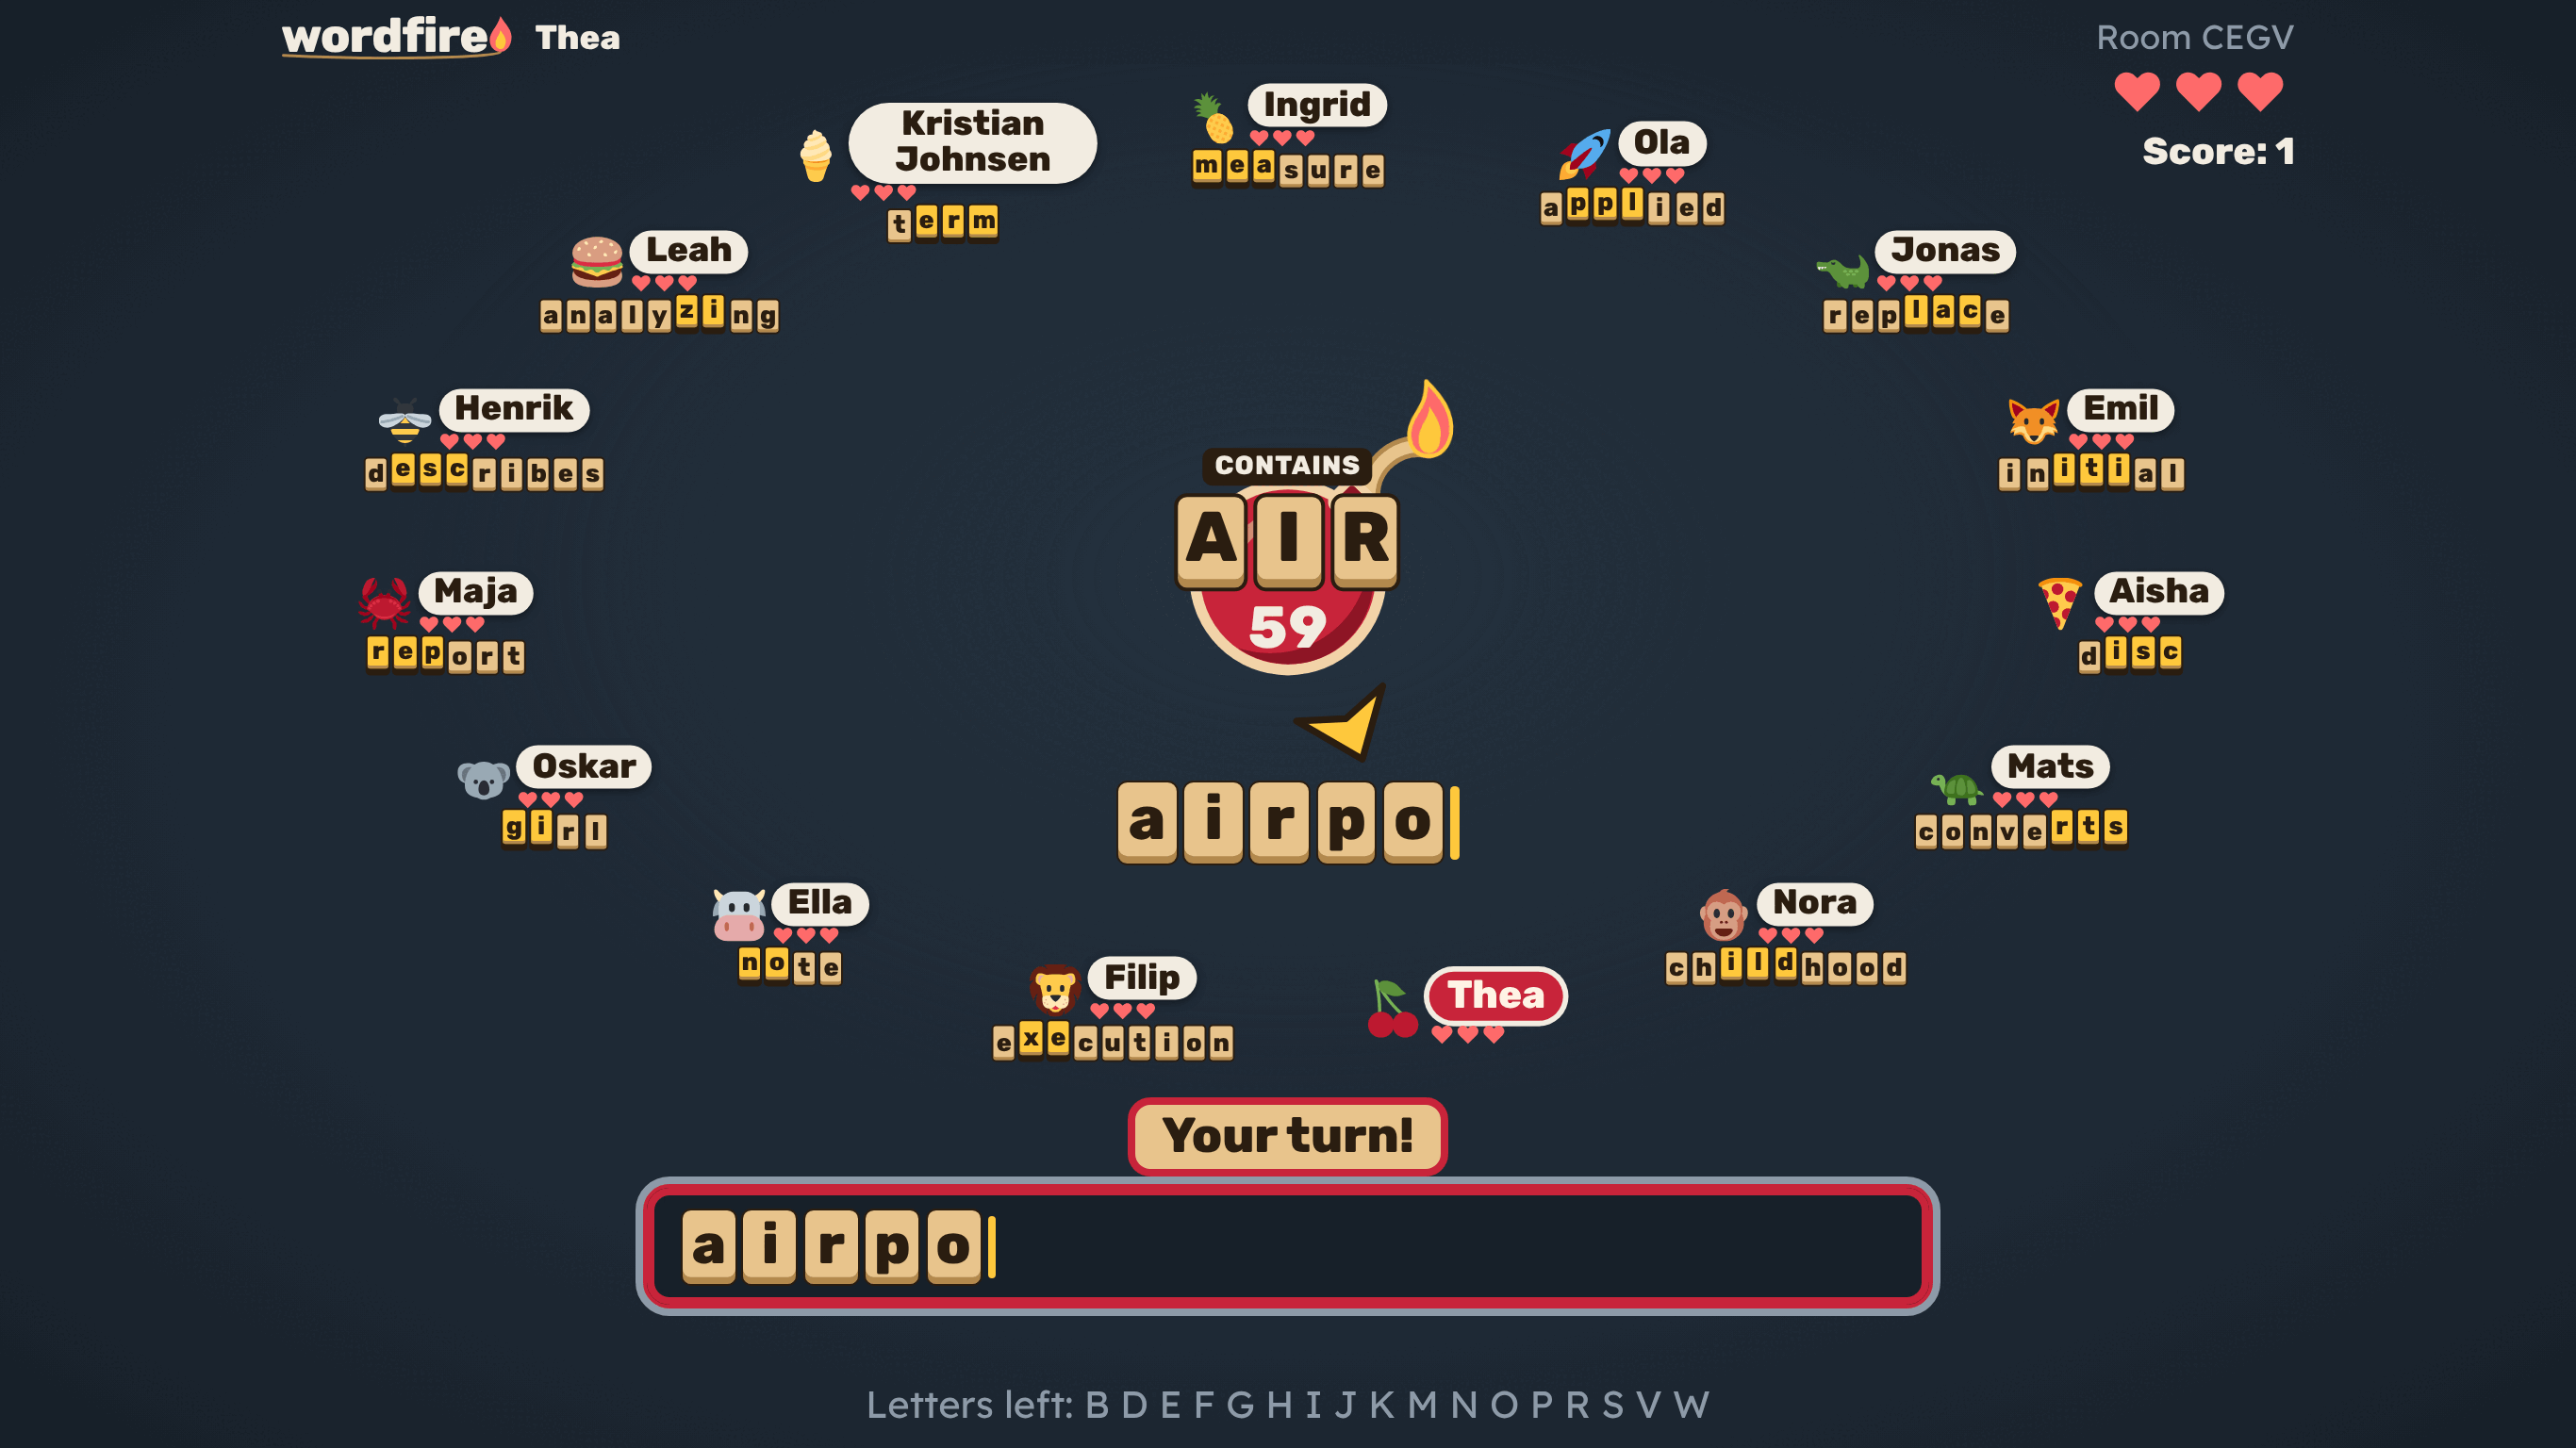 wordfire Thea
Room CEGV
Score: 1
Kristian
Johnsen
term
Ingrid
measure
Ola
applied
Leah
analyzing
Jonas
replace
Henrik
describes
Emil
initial
CONTAINS
AIR
59
Maja
report
Aisha
disc
Oskar
girl
airpo
Mats
converts
Ella
note
Nora
childhood
Filip
execution
Thea
Your turn!
airpo
Letters left: B D E F G H I J K M N O P R S V W